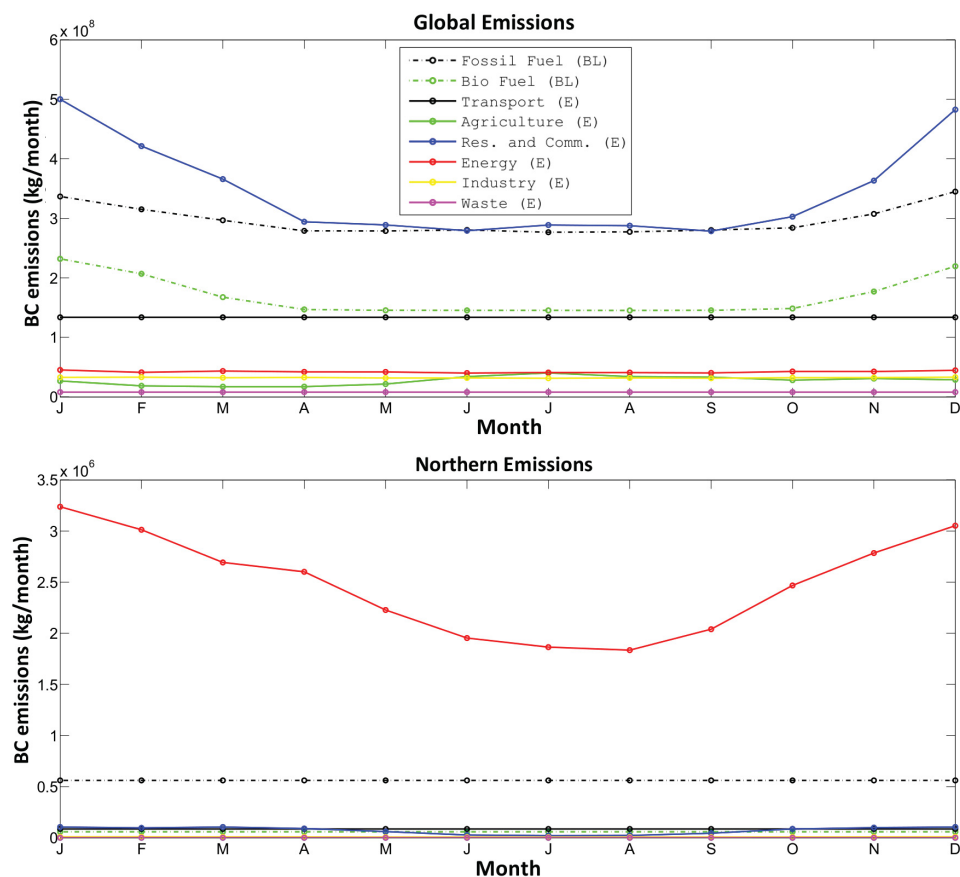 Global Emissions
x 10^8
6
5
4
3
2
1
0
BC emissions (kg/month)
Fossil Fuel (BL)
Bio Fuel (BL)
Transport (E)
Agriculture (E)
Res. and Comm. (E)
Energy (E)
Industry (E)
Waste (E)
J F M A M J J A S O N D
Month
Northern Emissions
x 10^6
3.5
3
2.5
2
1.5
1
0.5
0
BC emissions (kg/month)
J F M A M J J A S O N D
Month